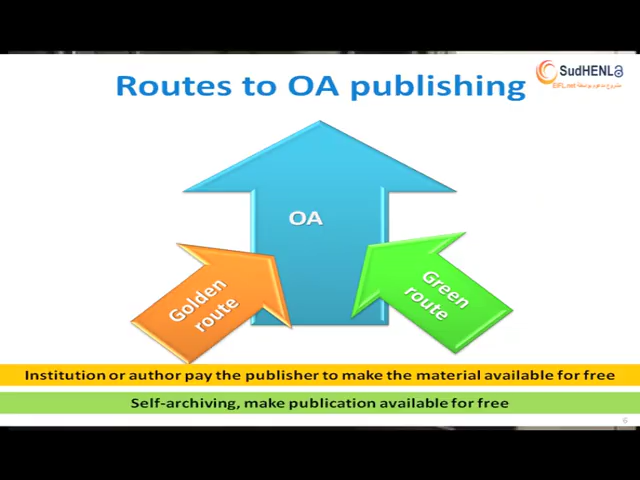 Routes to OA publishing
SudHENL
EIFL.net
OA
Golden
route
Green
route
Institution or author pay the publisher to make the material available for free
Self-archiving, make publication available for free
6